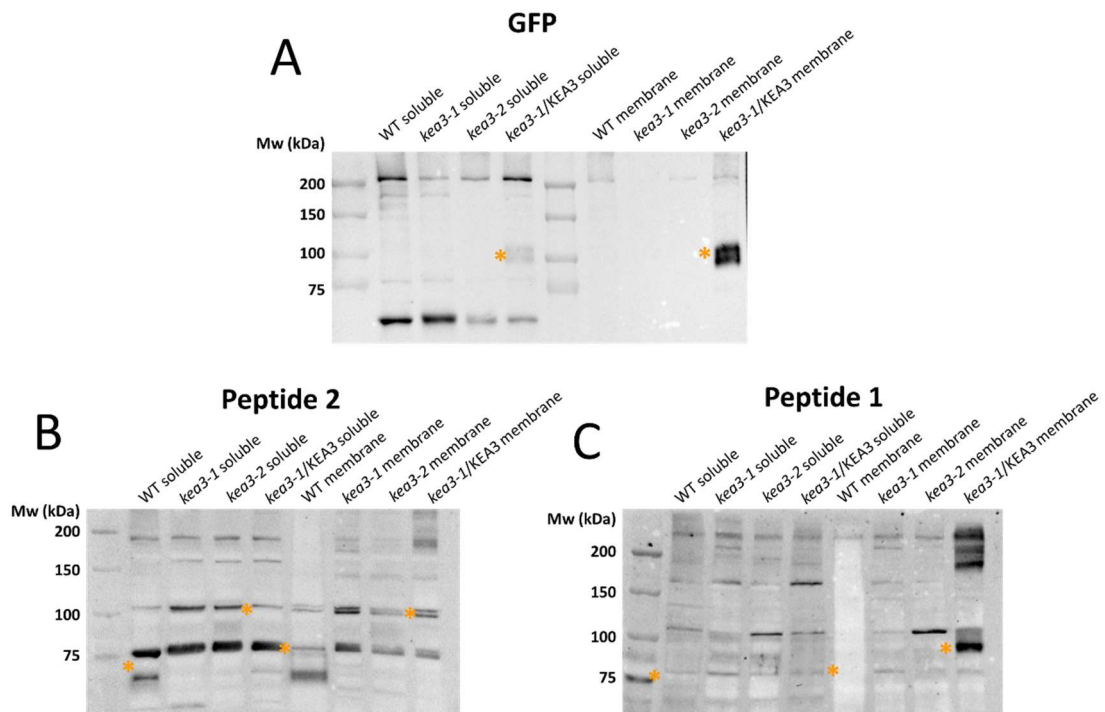 GFP
A
WT soluble
kea3-1 soluble
kea3-2 soluble
kea3-1/KEA3 soluble
WT membrane
kea3-1 membrane
kea3-2 membrane
kea3-1/KEA3 membrane
Mw (kDa)
200
150
100
75
*
*
Peptide 2
B
WT soluble
kea3-1 soluble
kea3-2 soluble
kea3-1/KEA3 soluble
WT membrane
kea3-1 membrane
kea3-2 membrane
kea3-1/KEA3 membrane
Mw (kDa)
200
150
100
75
*
*
*
*
Peptide 1
C
WT soluble
kea3-1 soluble
kea3-2 soluble
kea3-1/KEA3 soluble
WT membrane
kea3-1 membrane
kea3-2 membrane
kea3-1/KEA3 membrane
Mw (kDa)
200
150
100
75
*
*
*